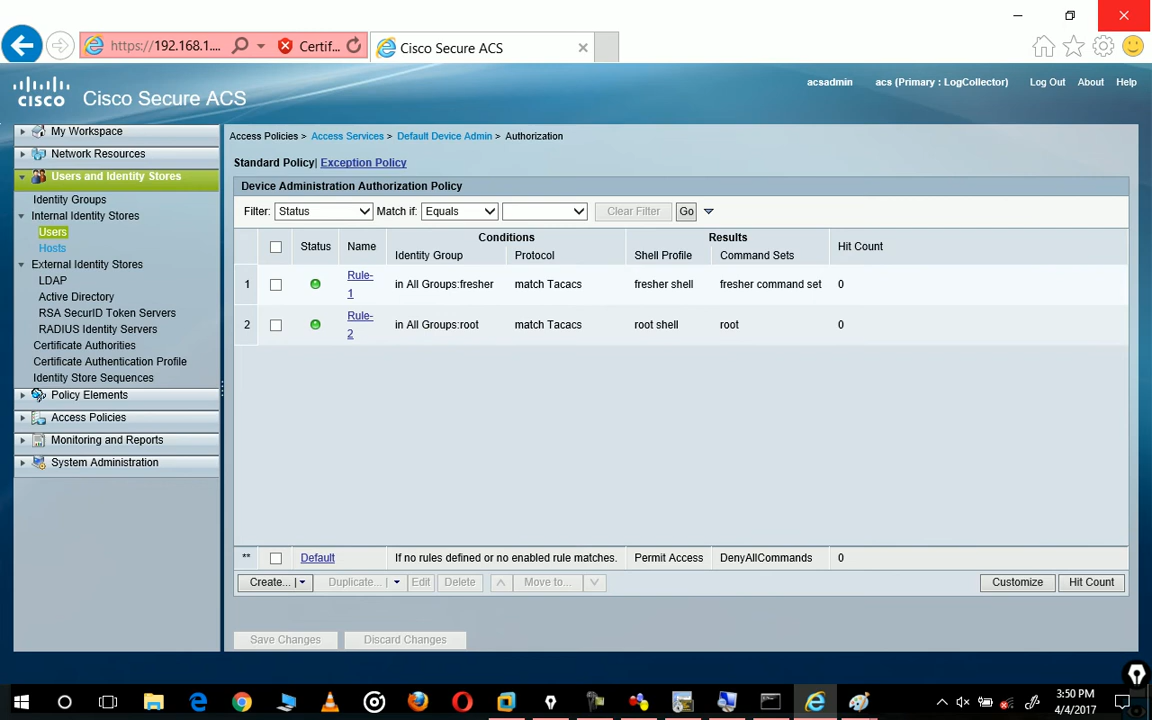 https://192.168.1....
Certif...
Cisco Secure ACS
CISCO
Cisco Secure ACS
acsadmin
acs (Primary : LogCollector)
Log Out
About
Help
My Workspace
Network Resources
Users and Identity Stores
Identity Groups
Internal Identity Stores
Users
Hosts
External Identity Stores
LDAP
Active Directory
RSA SecurID Token Servers
RADIUS Identity Servers
Certificate Authorities
Certificate Authentication Profile
Identity Store Sequences
Policy Elements
Access Policies
Monitoring and Reports
System Administration
Access Policies > Access Services > Default Device Admin > Authorization
Standard Policy| Exception Policy
Device Administration Authorization Policy
Filter: Status Match if: Equals Clear Filter Go
Conditions Results
Status Name Hit Count
Identity Group Protocol Shell Profile Command Sets
1 Rule-1 in All Groups:fresher match Tacacs fresher shell fresher command set 0
2 Rule-2 in All Groups:root match Tacacs root shell root 0
** Default If no rules defined or no enabled rule matches. Permit Access DenyAllCommands 0
Create... | Duplicate... | Edit Delete Move to... Customize Hit Count
Save Changes Discard Changes
3:50 PM
4/4/2017